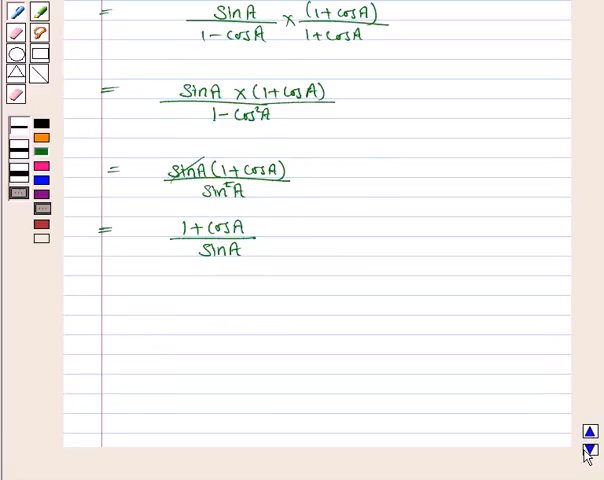 = SinA / 1-cosA × (1+cosA) / 1+cosA
= SinA × (1+cosA) / 1-cos²A
= sinA (1+cosA) / sin²A
= 1+cosA / sinA